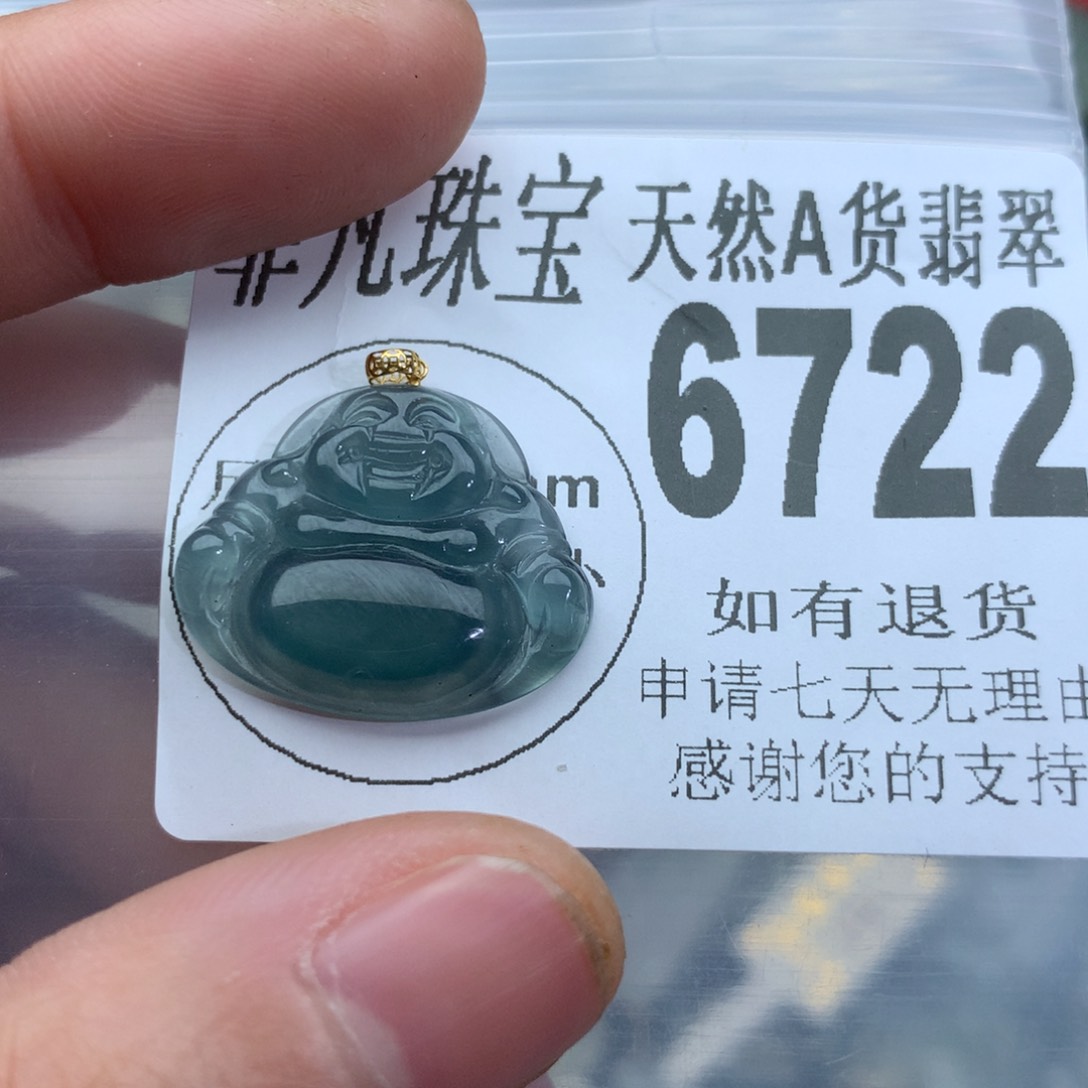 非凡珠宝 天然A货翡翠
6722
如有退货
申请七天无理由
感谢您的支持